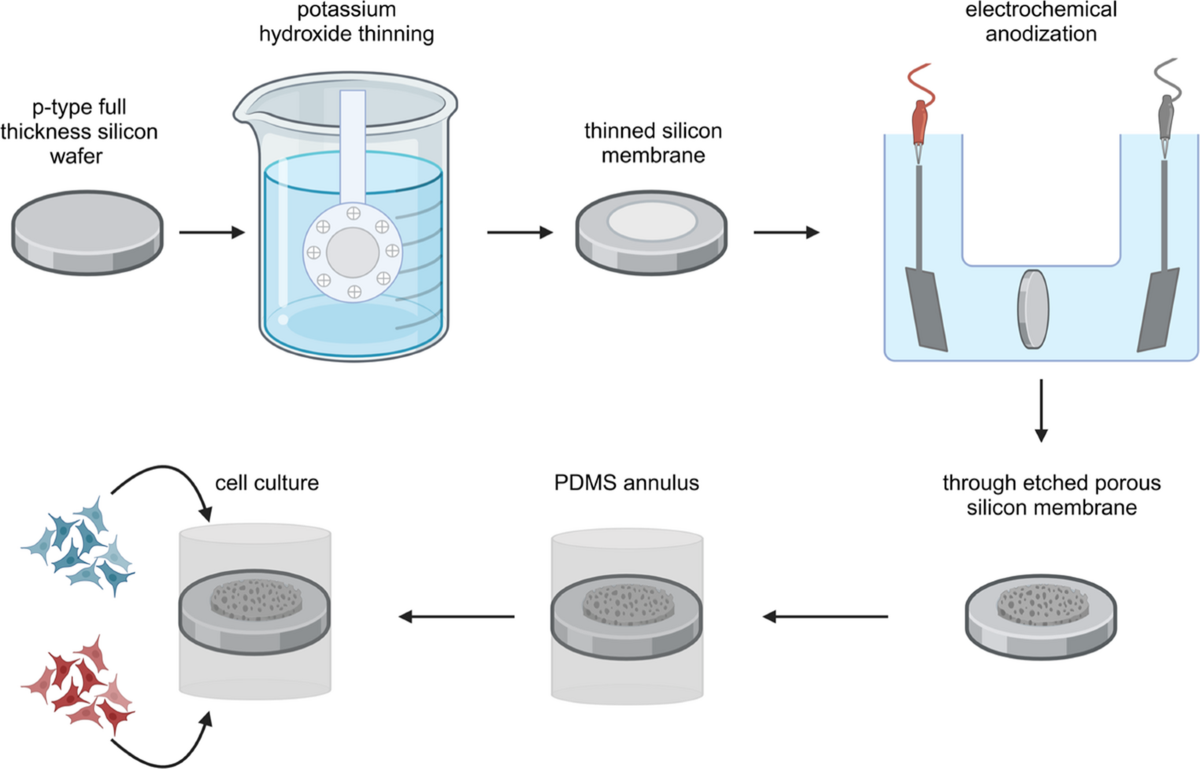 potassium
hydroxide thinning
electrochemical
anodization
p-type full
thickness silicon
wafer
thinned silicon
membrane
cell culture
PDMS annulus
through etched porous
silicon membrane